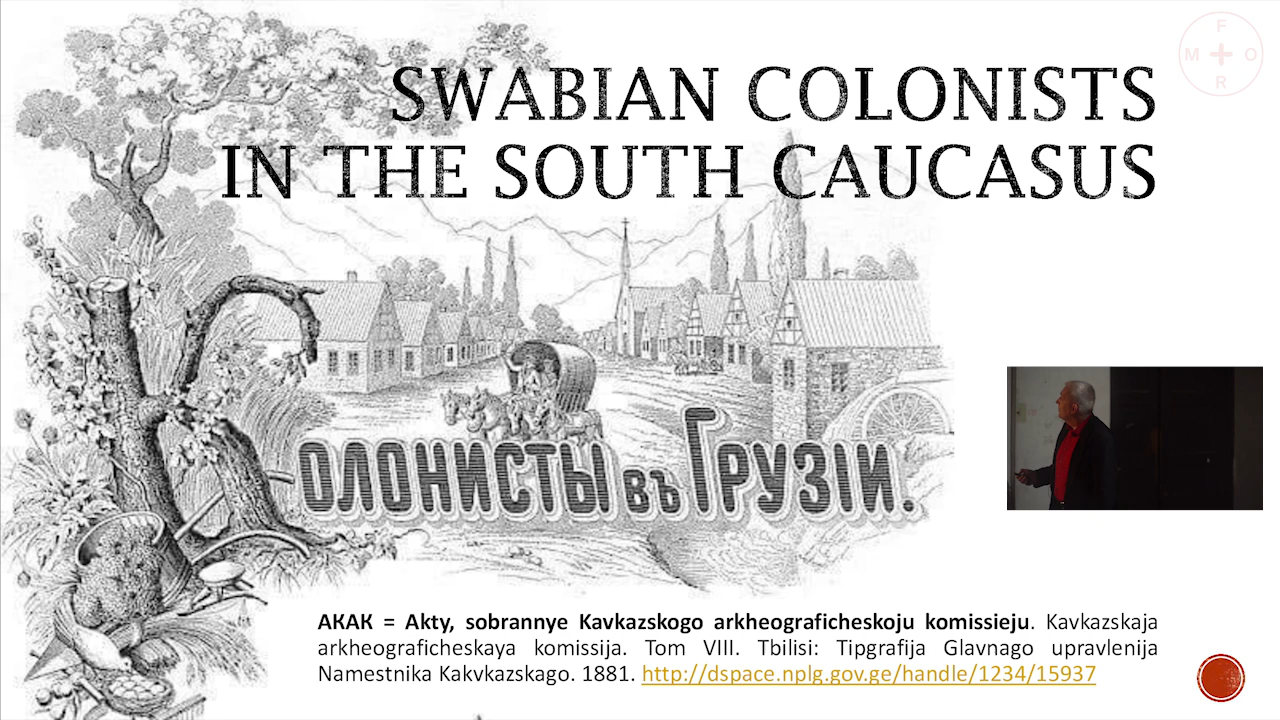 F
M O
R
SWABIAN COLONISTS
IN THE SOUTH CAUCASUS
КОЛОНИСТЫ ВЪ ГРУЗІИ.
AKAK = Akty, sobrannye Kavkazskogo arkheograficheskoju komissieju. Kavkazskaja
arkheograficheskaya komissija. Tom VIII. Tbilisi: Tipgrafija Glavnago upravlenija
Namestnika Kakvkazskago. 1881. http://dspace.nplg.gov.ge/handle/1234/15937